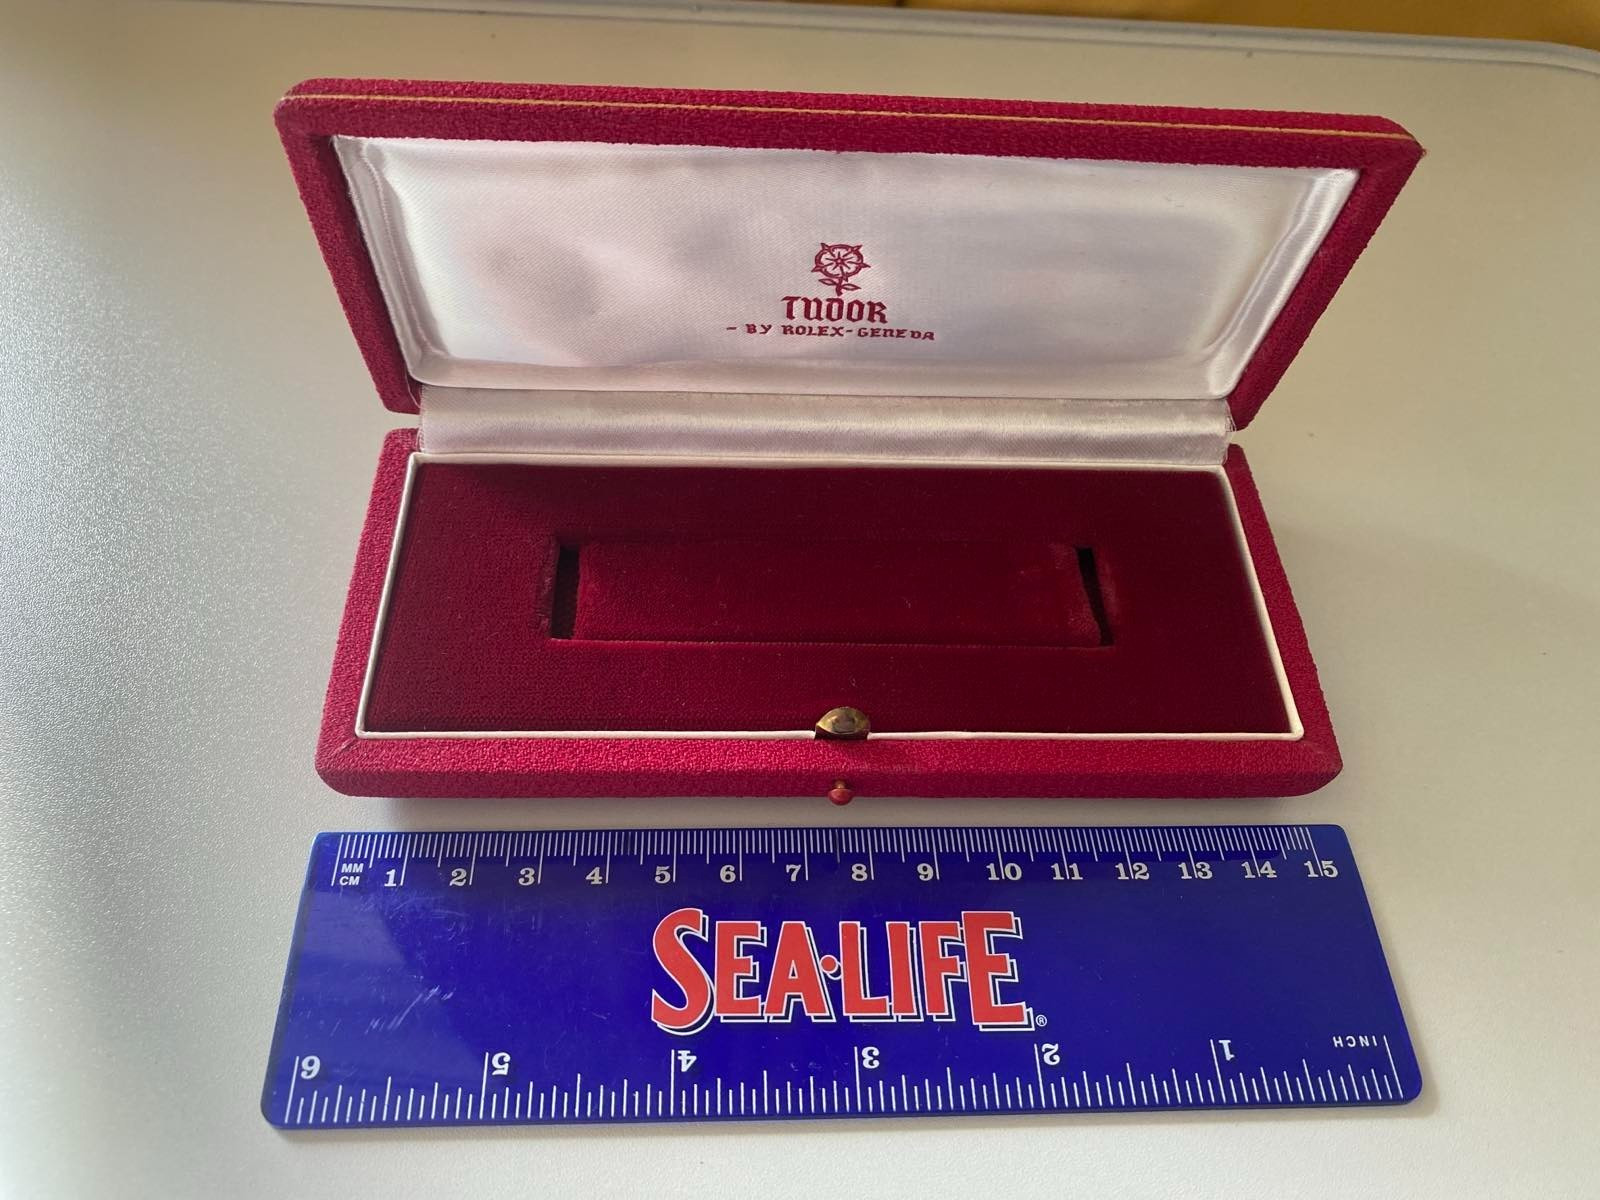 TUDOR
- BY ROLEX-GENEVA
MM
CM
1 2 3 4 5 6 7 8 9 10 11 12 13 14 15
SEA·LIFE®
6 5 4 3 2 1 INCH